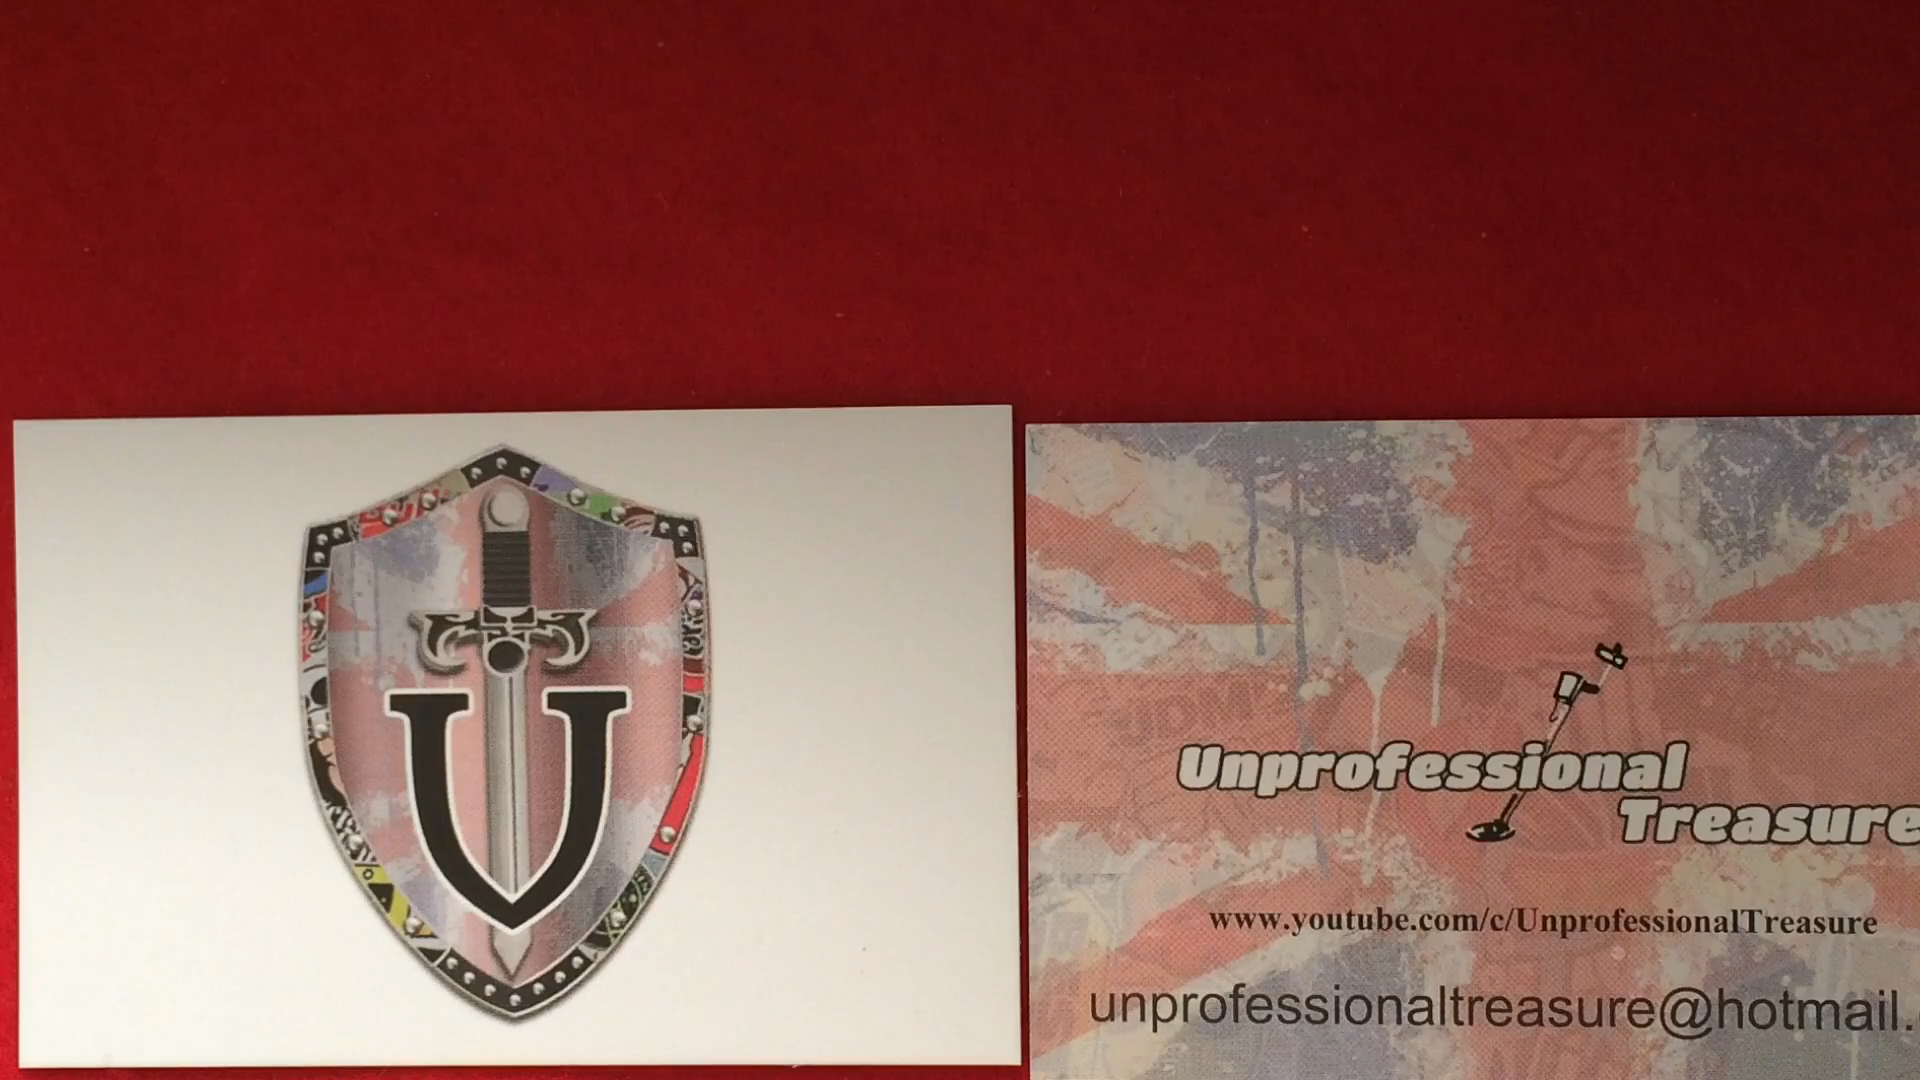 U
Unprofessional
Treasure
www.youtube.com/c/UnprofessionalTreasure
unprofessionaltreasure@hotmail.